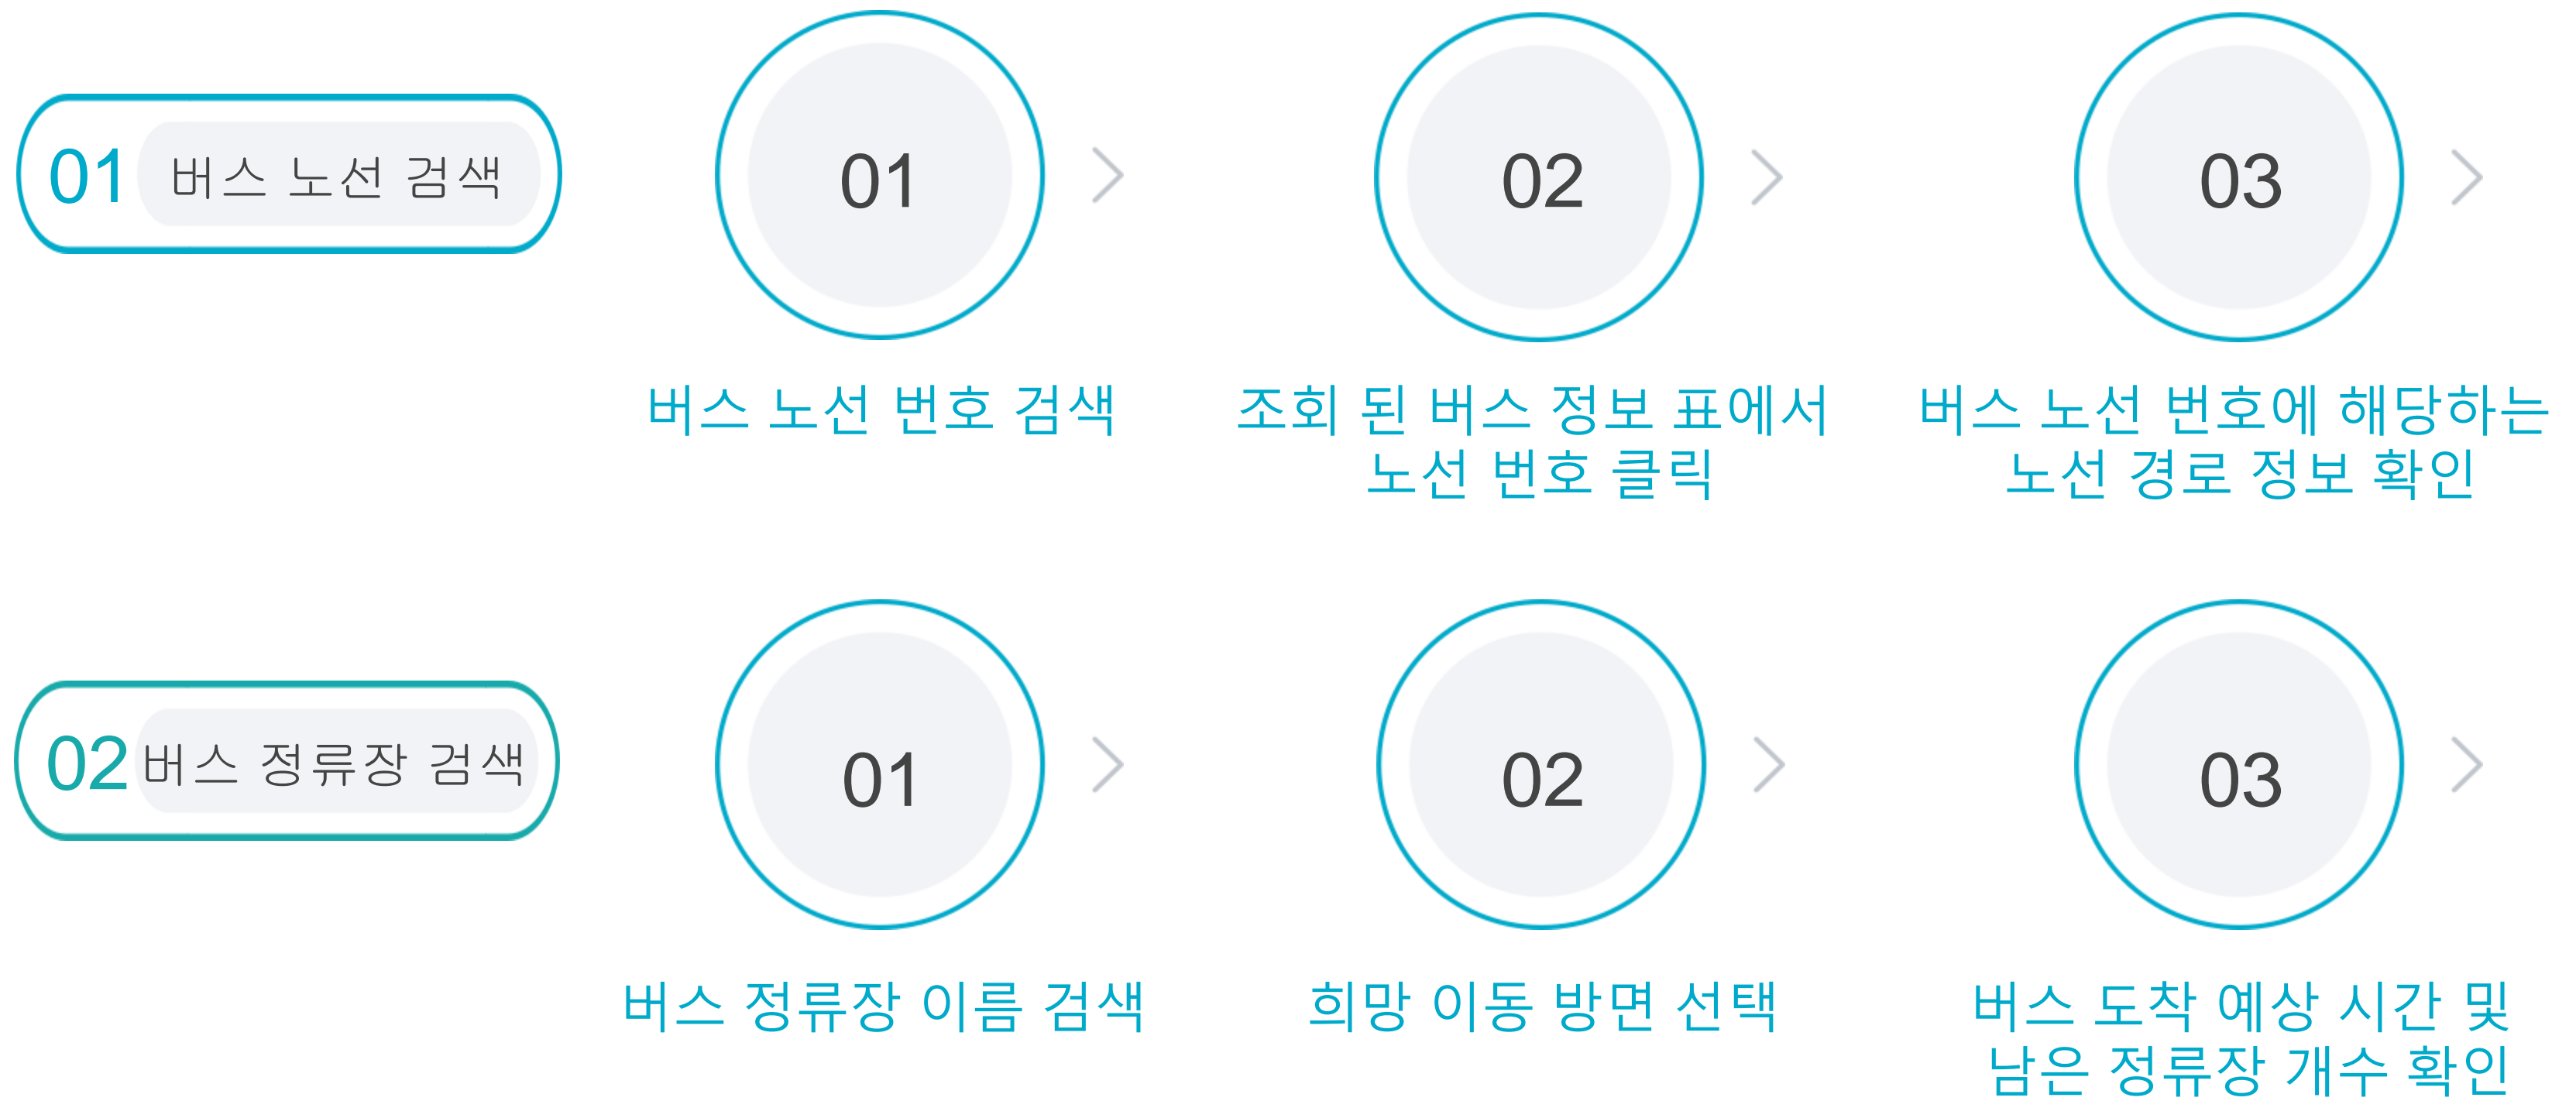 01 버스 노선 검색
01
버스 노선 번호 검색
02
조회 된 버스 정보 표에서
노선 번호 클릭
03
버스 노선 번호에 해당하는
노선 경로 정보 확인
02 버스 정류장 검색
01
버스 정류장 이름 검색
02
희망 이동 방면 선택
03
버스 도착 예상 시간 및
남은 정류장 개수 확인